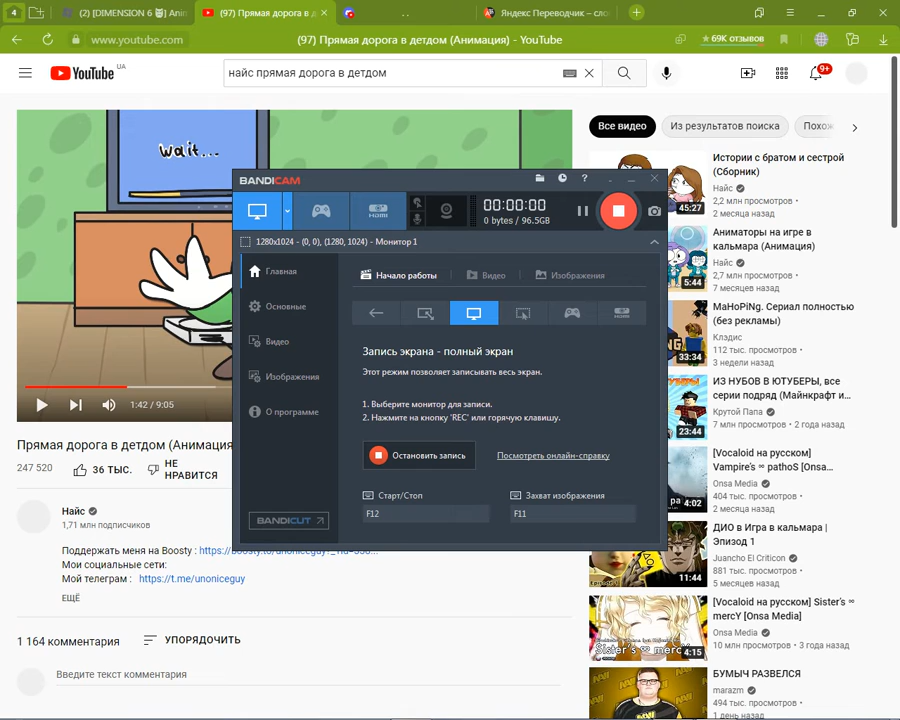 4
(2) [DIMENSION 6 
(97) Прямая дорога в д
Яндекс Переводчик – сло
www.youtube.com
(97) Прямая дорога в детдом (Анимация) - YouTube
69K отзывов
YouTube UA
найс прямая дорога в детдом
9+
wait...
Все видео
Из результатов поиска
Похож
1:42 / 9:05
Прямая дорога в детдом (Анимация
247 520
36 ТЫС.
НЕ НРАВИТСЯ
Найс
1,71 млн подписчиков
Поддержать меня на Boosty :
Мои социальные сети:
Мой телеграм : https://t.me/unoniceguy
ЕЩЁ
1 164 комментария
УПОРЯДОЧИТЬ
Введите текст комментария
BANDICAM
HDMI
00:00:00
0 bytes / 96.5GB
1280x1024 - (0, 0), (1280, 1024) - Монитор 1
Главная
Основные
Видео
Изображения
О программе
BANDICUT
Начало работы
Видео
Изображения
HDMI
Запись экрана - полный экран
Этот режим позволяет записывать весь экран.
1. Выберите монитор для записи.
2. Нажмите на кнопку 'REC' или горячую клавишу.
Остановить запись
Посмотреть онлайн-справку
Старт/Стоп
F12
Захват изображения
F11
45:27
Истории с братом и сестрой (Сборник)
Найс
2,2 млн просмотров •
2 месяца назад
5:44
Аниматоры на игре в кальмара (Анимация)
Найс
2,7 млн просмотров •
7 месяцев назад
33:34
MaHoPiNg. Сериал полностью (без рекламы)
Клэдис
112 тыс. просмотров •
3 недели назад
23:44
ИЗ НУБОВ В ЮТУБЕРЫ, все серии подряд (Майнкрафт и…
Крутой Папа
7 млн просмотров • 2 года назад
4:02
[Vocaloid на русском] Vampire's ∞ pathoS [Onsa…
Onsa Media
404 тыс. просмотров •
2 месяца назад
11:44
ДИО в Игра в кальмара | Эпизод 1
Juancho El Criticon
881 тыс. просмотров •
5 месяцев назад
Sister's ∞ mercY
4:15
[Vocaloid на русском] Sister's ∞ mercY [Onsa Media]
Onsa Media
10 млн просмотров • 3 года назад
NAVI
БУМЫЧ РАЗВЕЛСЯ
marazm
494 тыс. просмотров •
1 день назад